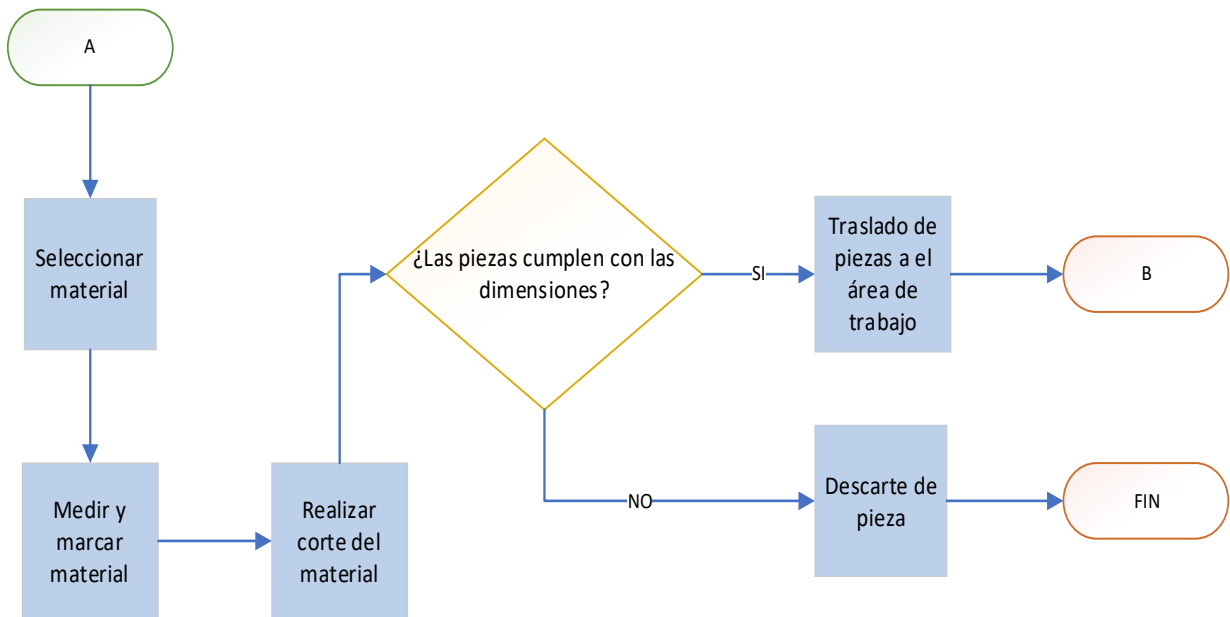 A
Seleccionar
material
Medir y
marcar
material
Realizar
corte del
material
¿Las piezas cumplen con las
dimensiones?
SI
Traslado de
piezas a el
área de
trabajo
B
NO
Descarte de
pieza
FIN